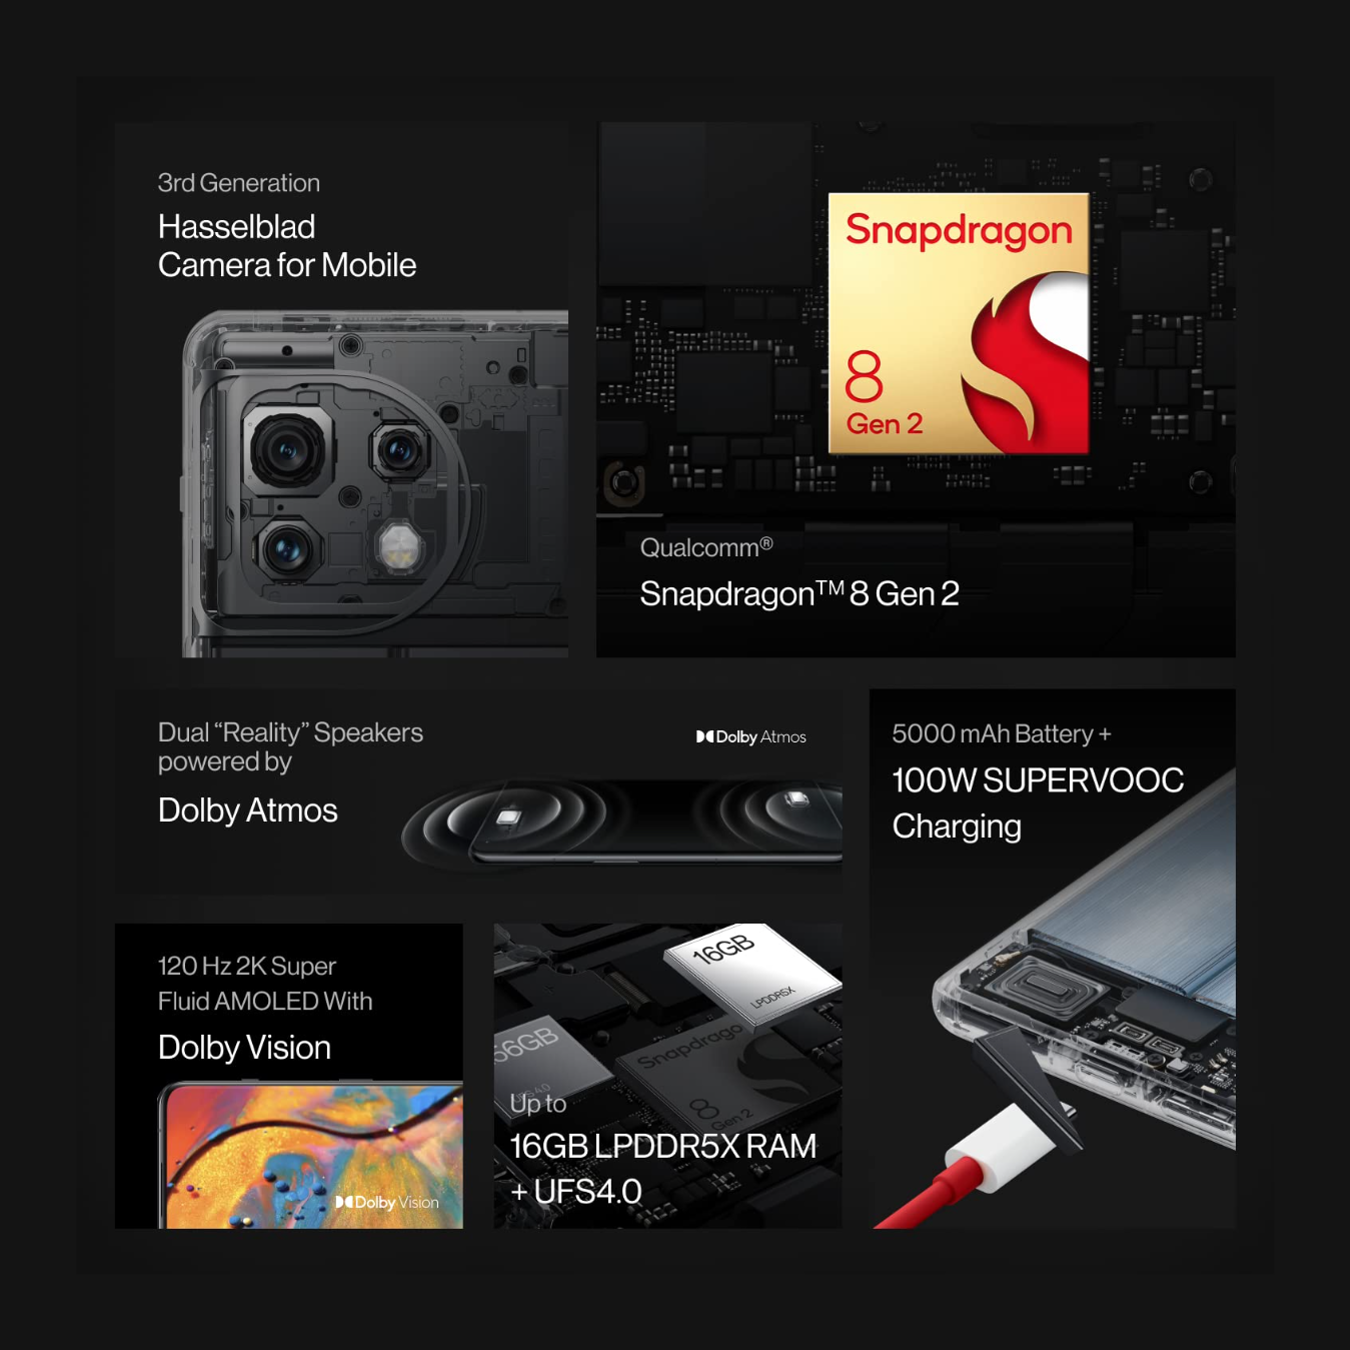 3rd Generation
Hasselblad
Camera for Mobile
Snapdragon
8
Gen 2
Qualcomm®
Snapdragon™ 8 Gen 2
Dual “Reality” Speakers
powered by
Dolby Atmos
Dolby Atmos
5000 mAh Battery +
100W SUPERVOOC
Charging
120 Hz 2K Super
Fluid AMOLED With
Dolby Vision
Dolby Vision
16GB
LPDDR5X
56GB
Snapdrago
8
Gen 2
Up to
16GB LPDDR5X RAM
+ UFS4.0